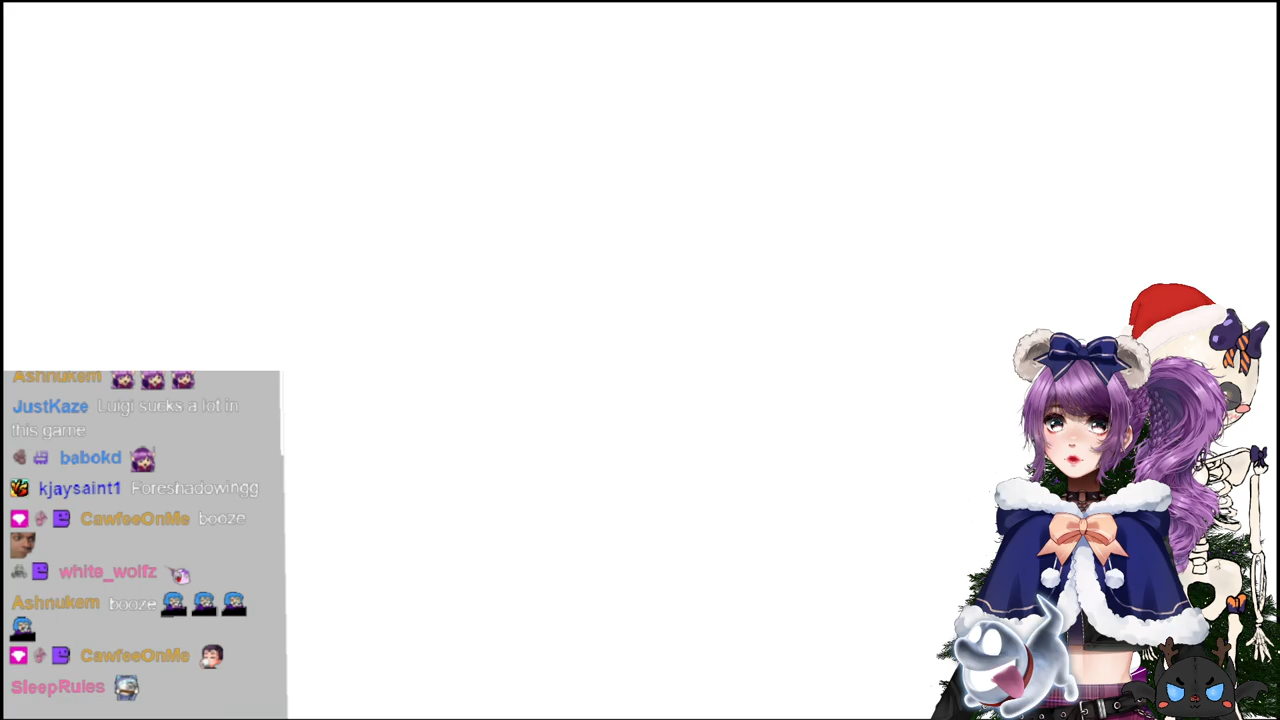 Ashnukem
JustKaze Luigi sucks a lot in
this game
babokd
kjaysaint1 Foreshadowingg
CawfeeOnMe booze
white_wolfz
Ashnukem booze
CawfeeOnMe
SleepRules